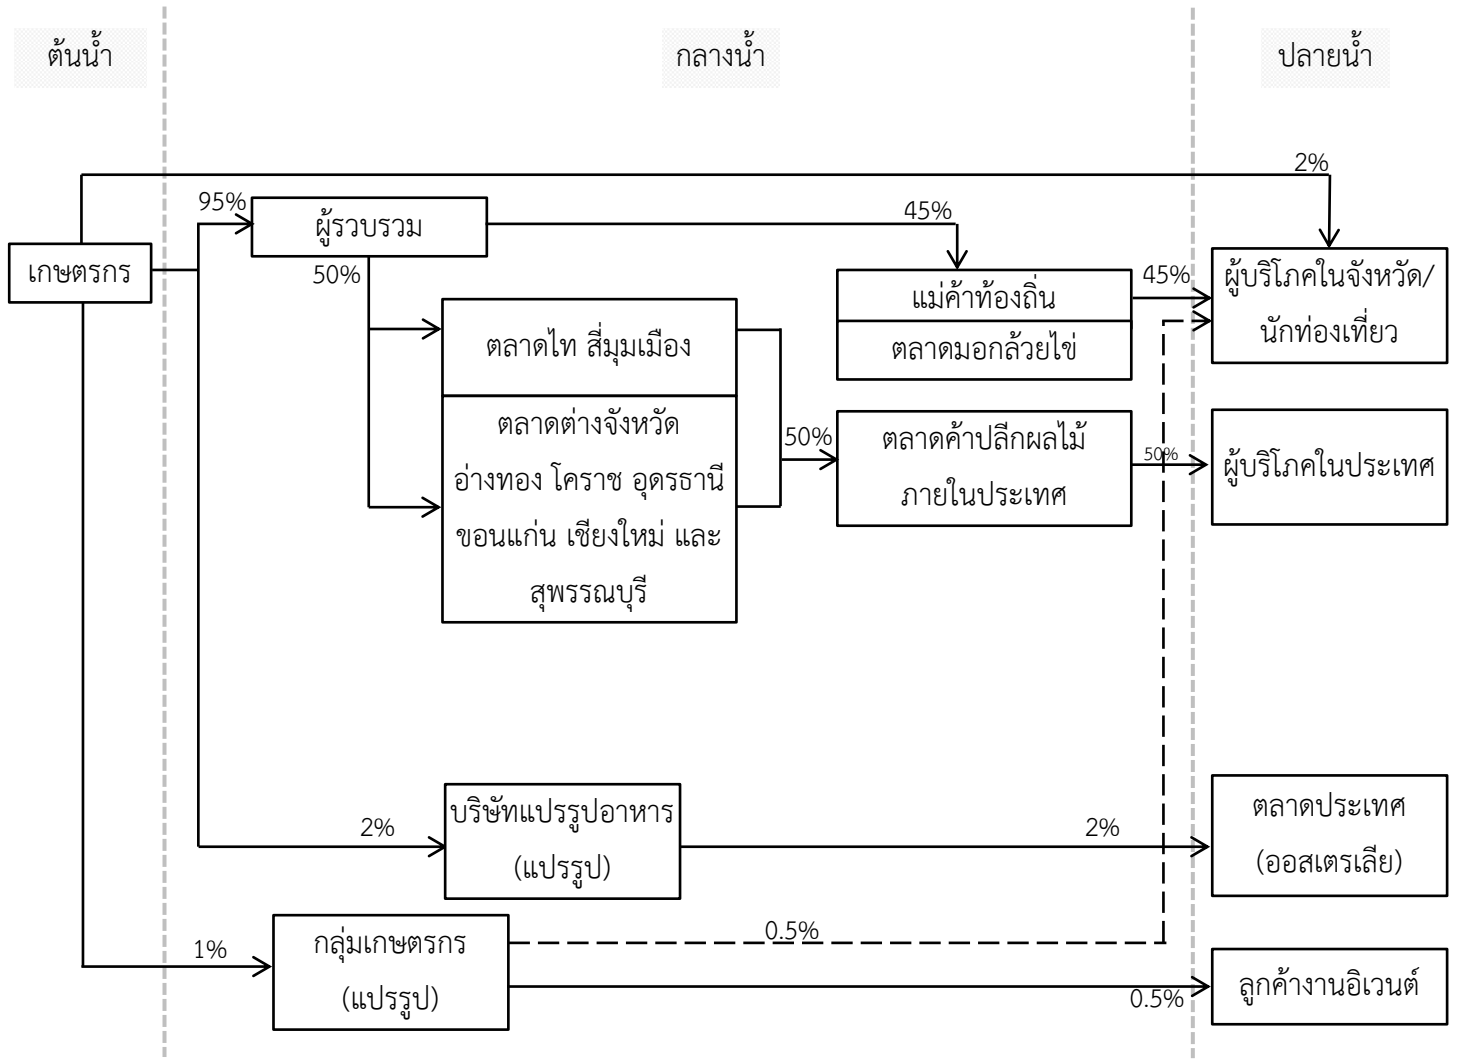 ต้นน้ำ
กลางน้ำ
ปลายน้ำ
2%
95%
ผู้รวบรวม
45%
เกษตรกร
50%
แม่ค้าท้องถิ่น
45%
ผู้บริโภคในจังหวัด/
นักท่องเที่ยว
ตลาดไท สี่มุมเมือง
ตลาดมอกล้วยไข่
ตลาดต่างจังหวัด
อ่างทอง โคราช อุดรธานี
ขอนแก่น เชียงใหม่ และ
สุพรรณบุรี
50%
ตลาดค้าปลีกผลไม้
ภายในประเทศ
50%
ผู้บริโภคในประเทศ
2%
บริษัทแปรรูปอาหาร
(แปรรูป)
2%
ตลาดประเทศ
(ออสเตรเลีย)
1%
กลุ่มเกษตรกร
(แปรรูป)
0.5%
0.5%
ลูกค้างานอิเวนต์